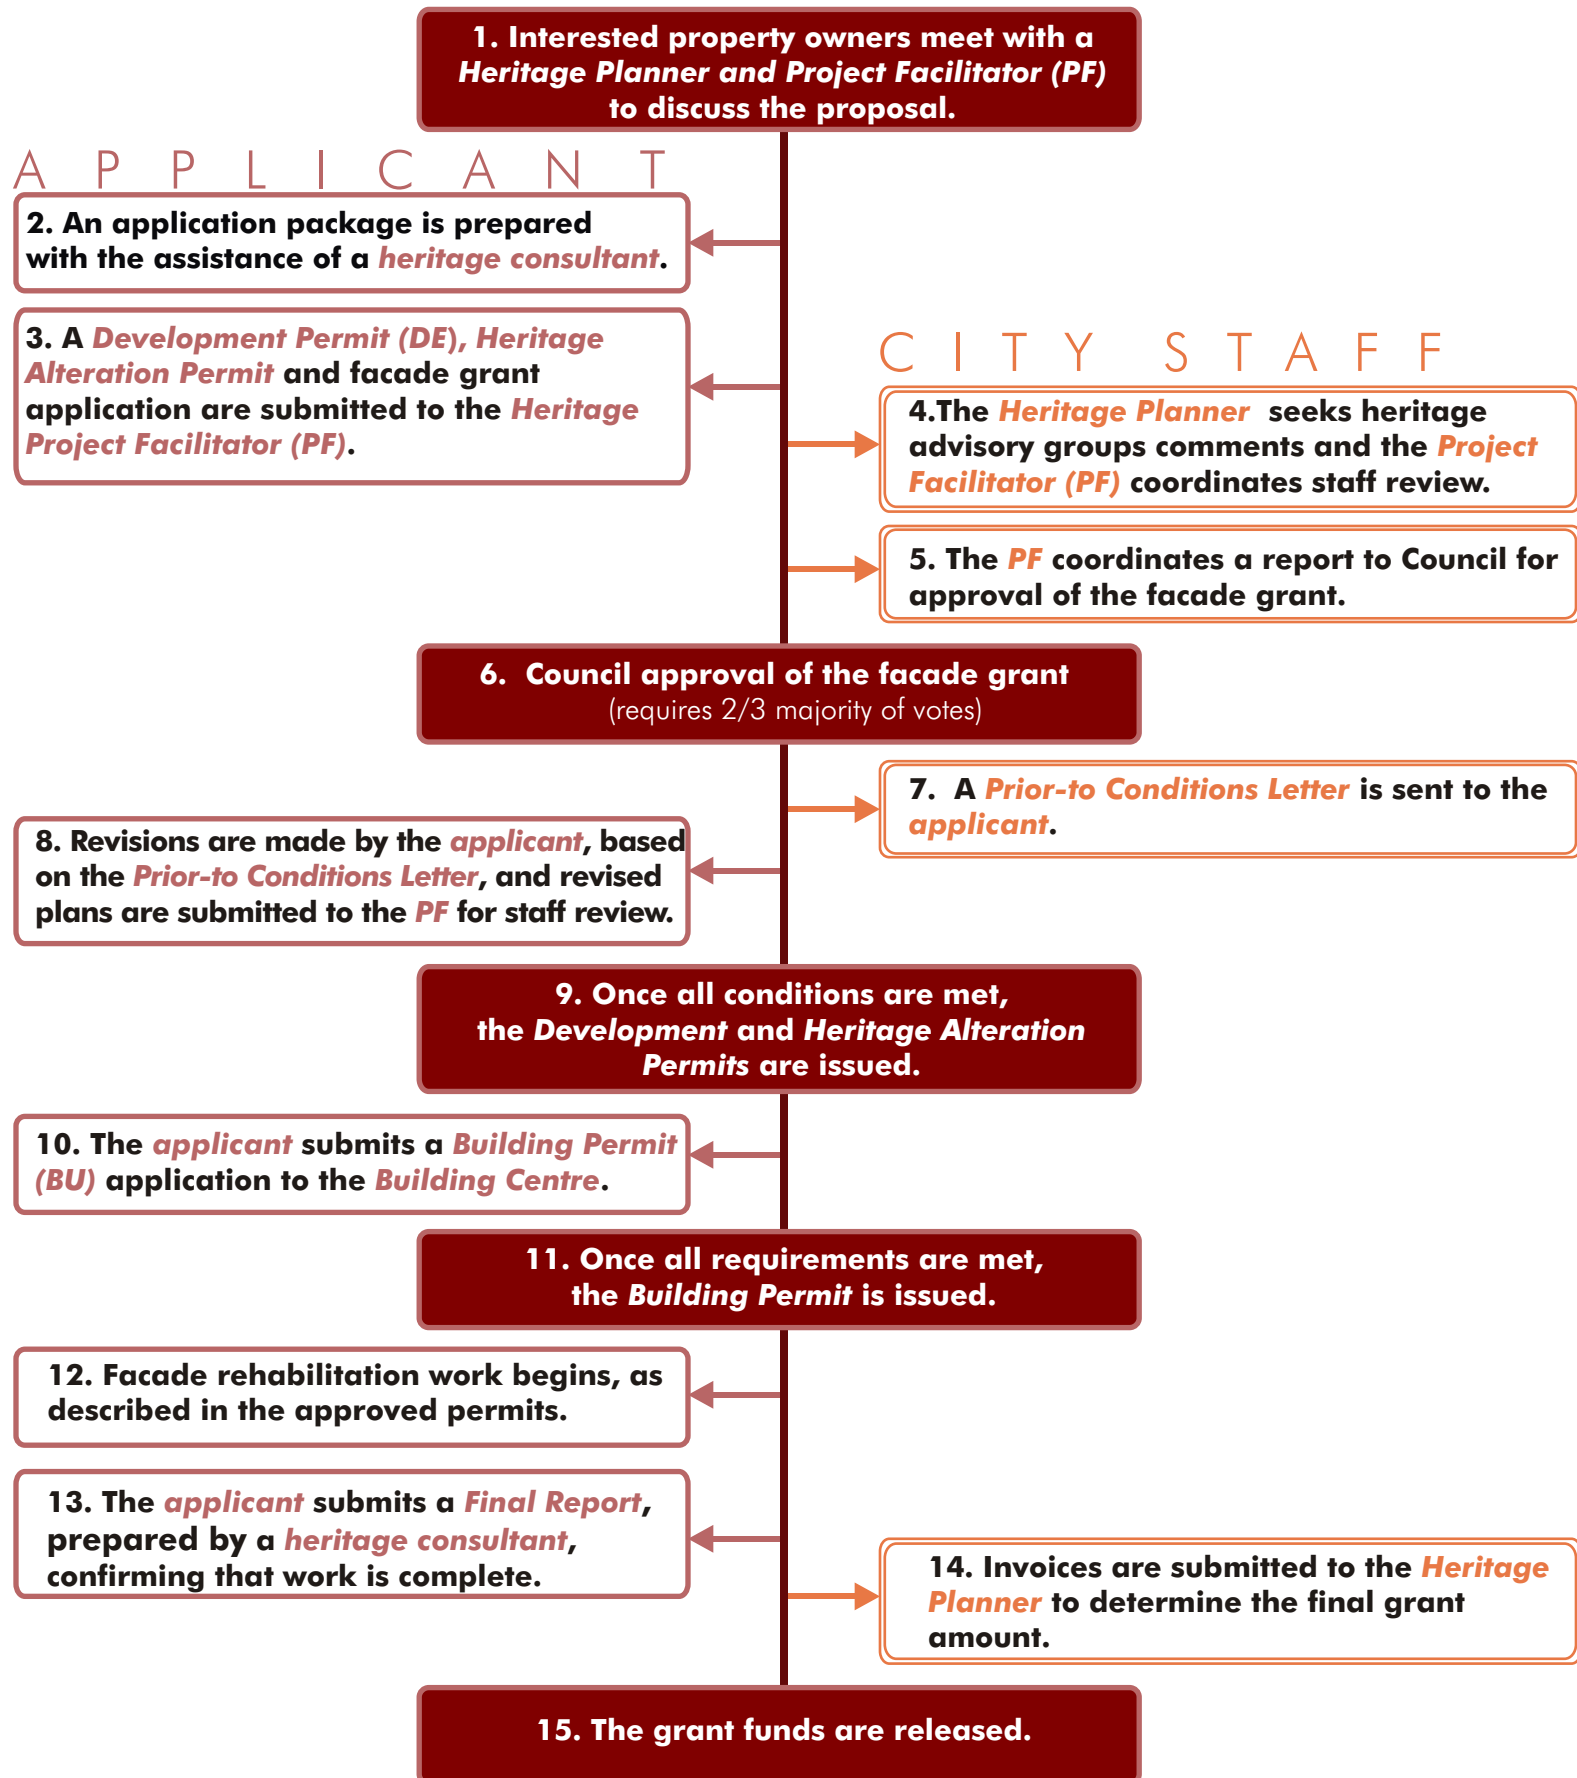 1. Interested property owners meet with a
Heritage Planner and Project Facilitator (PF)
to discuss the proposal.
APPLICANT
2. An application package is prepared
with the assistance of a heritage consultant.
3. A Development Permit (DE), Heritage
Alteration Permit and facade grant
application are submitted to the Heritage
Project Facilitator (PF).
CITY STAFF
4.The Heritage Planner seeks heritage
advisory groups comments and the Project
Facilitator (PF) coordinates staff review.
5. The PF coordinates a report to Council for
approval of the facade grant.
6. Council approval of the facade grant
(requires 2/3 majority of votes)
7. A Prior-to Conditions Letter is sent to the
applicant.
8. Revisions are made by the applicant, based
on the Prior-to Conditions Letter, and revised
plans are submitted to the PF for staff review.
9. Once all conditions are met,
the Development and Heritage Alteration
Permits are issued.
10. The applicant submits a Building Permit
(BU) application to the Building Centre.
11. Once all requirements are met,
the Building Permit is issued.
12. Facade rehabilitation work begins, as
described in the approved permits.
13. The applicant submits a Final Report,
prepared by a heritage consultant,
confirming that work is complete.
14. Invoices are submitted to the Heritage
Planner to determine the final grant
amount.
15. The grant funds are released.